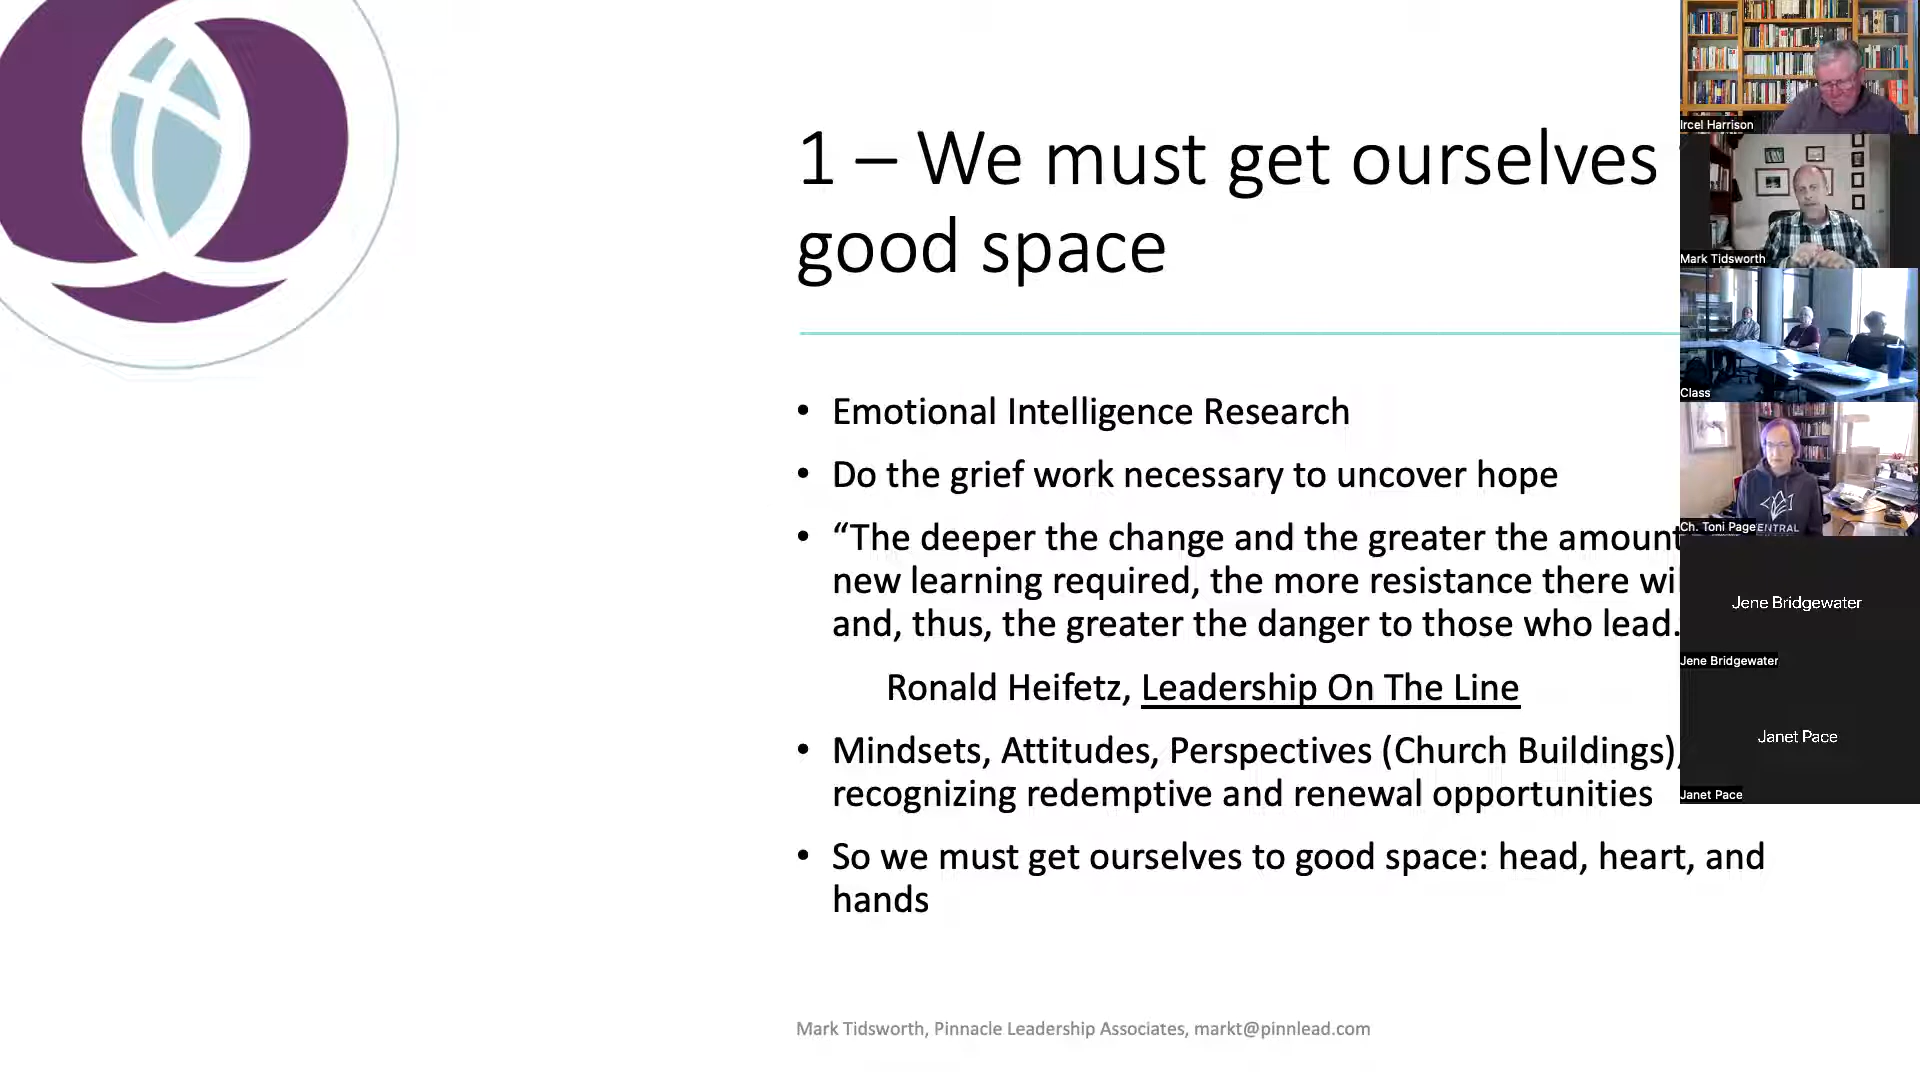 1 – We must get ourselves
good space
• Emotional Intelligence Research
• Do the grief work necessary to uncover hope
• “The deeper the change and the greater the amount
new learning required, the more resistance there
and, thus, the greater the danger to those who lead.
Ronald Heifetz, Leadership On The Line
• Mindsets, Attitudes, Perspectives (Church Buildings),
recognizing redemptive and renewal opportunities
• So we must get ourselves to good space: head, heart, and
hands
Mark Tidsworth, Pinnacle Leadership Associates, markt@pinnlead.com
Ircel Harrison
Mark Tidsworth
Class
Ch. Toni Page
ENTRAL
Jene Bridgewater
Jene Bridgewater
Janet Pace
Janet Pace